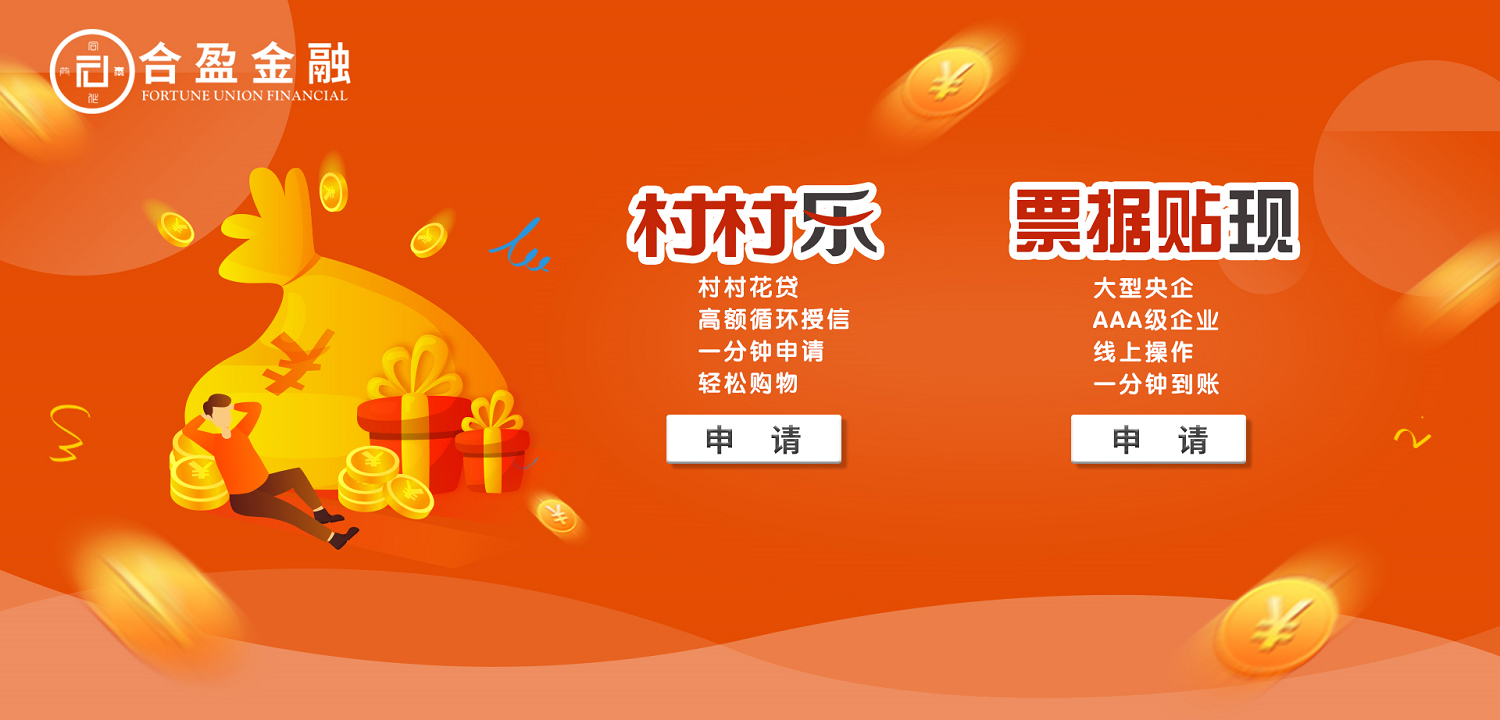 合盈金融
FORTUNE UNION FINANCIAL
村村乐
村村花贷
高额循环授信
一分钟申请
轻松购物
申 请
票据贴现
大型央企
AAA级企业
线上操作
一分钟到账
申 请